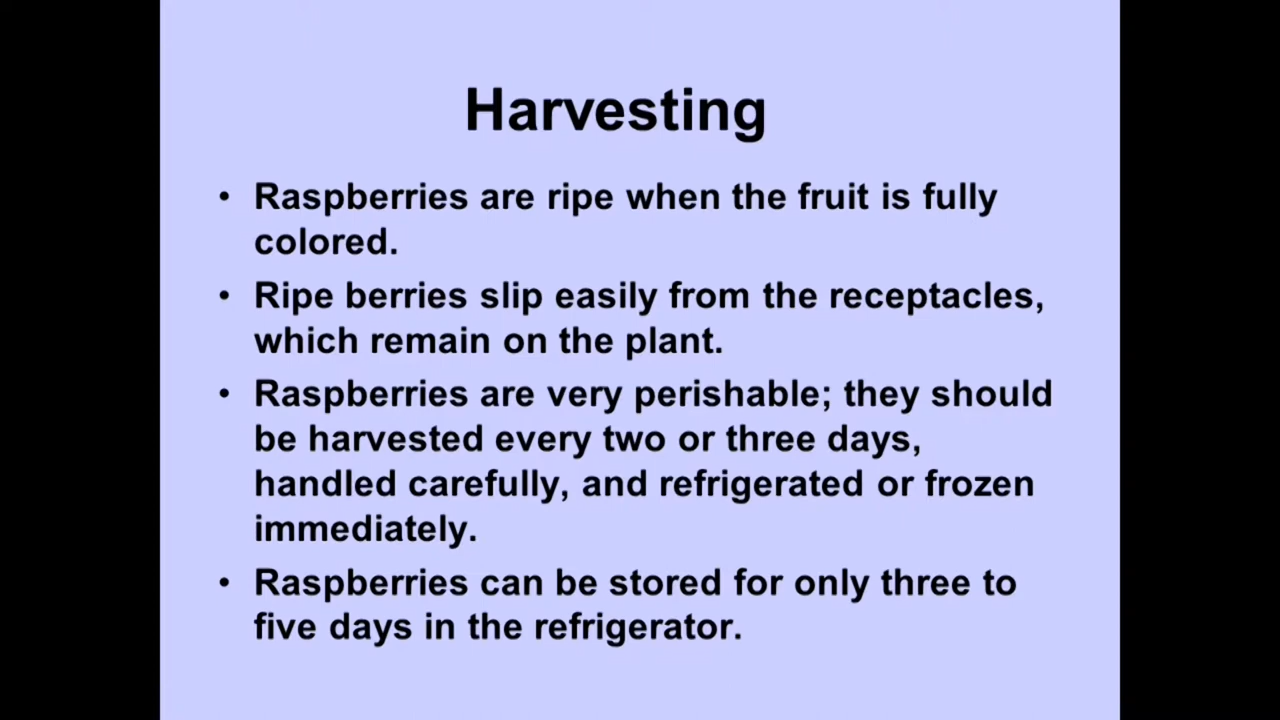 Harvesting
• Raspberries are ripe when the fruit is fully
colored.
• Ripe berries slip easily from the receptacles,
which remain on the plant.
• Raspberries are very perishable; they should
be harvested every two or three days,
handled carefully, and refrigerated or frozen
immediately.
• Raspberries can be stored for only three to
five days in the refrigerator.